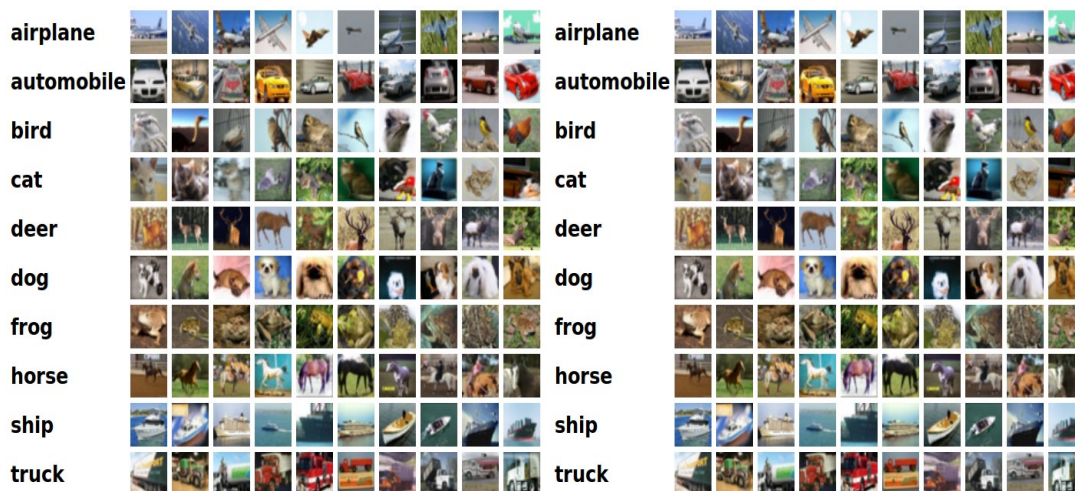 airplane airplane
automobile automobile
bird bird
cat cat
deer deer
dog dog
frog frog
horse horse
ship ship
truck truck